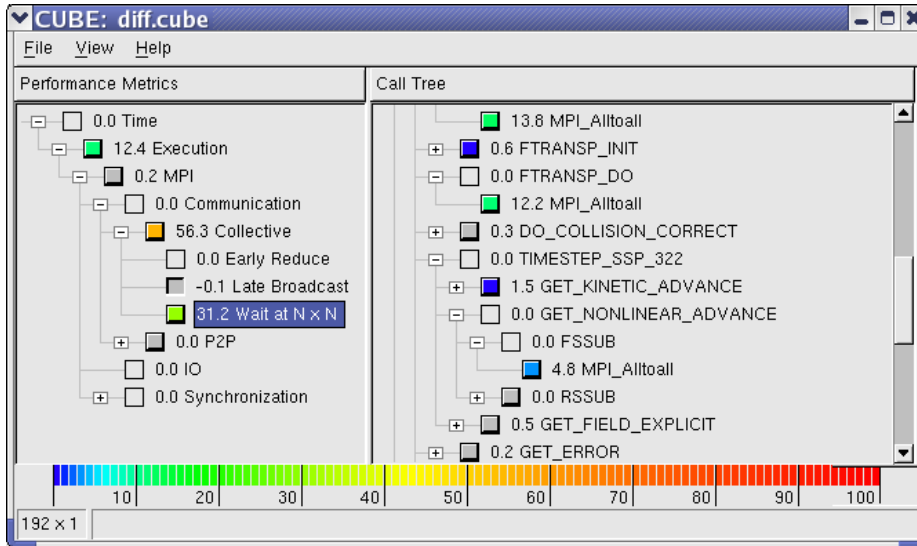 CUBE: diff.cube
File View Help
Performance Metrics
0.0 Time
12.4 Execution
0.2 MPI
0.0 Communication
56.3 Collective
0.0 Early Reduce
-0.1 Late Broadcast
31.2 Wait at N x N
0.0 P2P
0.0 IO
0.0 Synchronization
Call Tree
13.8 MPI_Alltoall
0.6 FTRANSP_INIT
0.0 FTRANSP_DO
12.2 MPI_Alltoall
0.3 DO_COLLISION_CORRECT
0.0 TIMESTEP_SSP_322
1.5 GET_KINETIC_ADVANCE
0.0 GET_NONLINEAR_ADVANCE
0.0 FSSUB
4.8 MPI_Alltoall
0.0 RSSUB
0.5 GET_FIELD_EXPLICIT
0.2 GET_ERROR
10 20 30 40 50 60 70 80 90 100
192 x 1